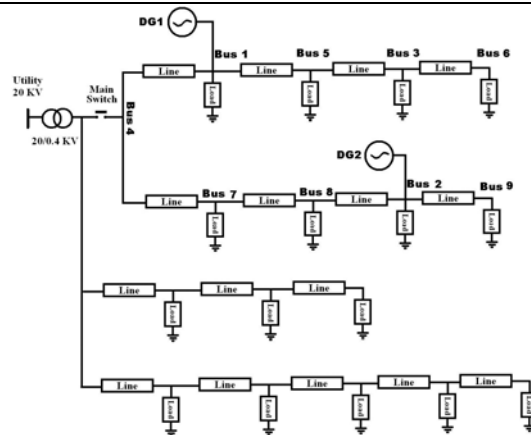 DG1
Bus 1
Bus 5
Bus 3
Bus 6
Utility
20 KV
Main
Switch
Line
Line
Line
Line
Load
Load
Load
Load
Bus 4
20/0.4 KV
DG2
Bus 7
Bus 8
Bus 2
Bus 9
Line
Line
Line
Line
Load
Load
Load
Load
Line
Line
Line
Load
Load
Load
Line
Line
Line
Line
Line
Load
Load
Load
Load
Load